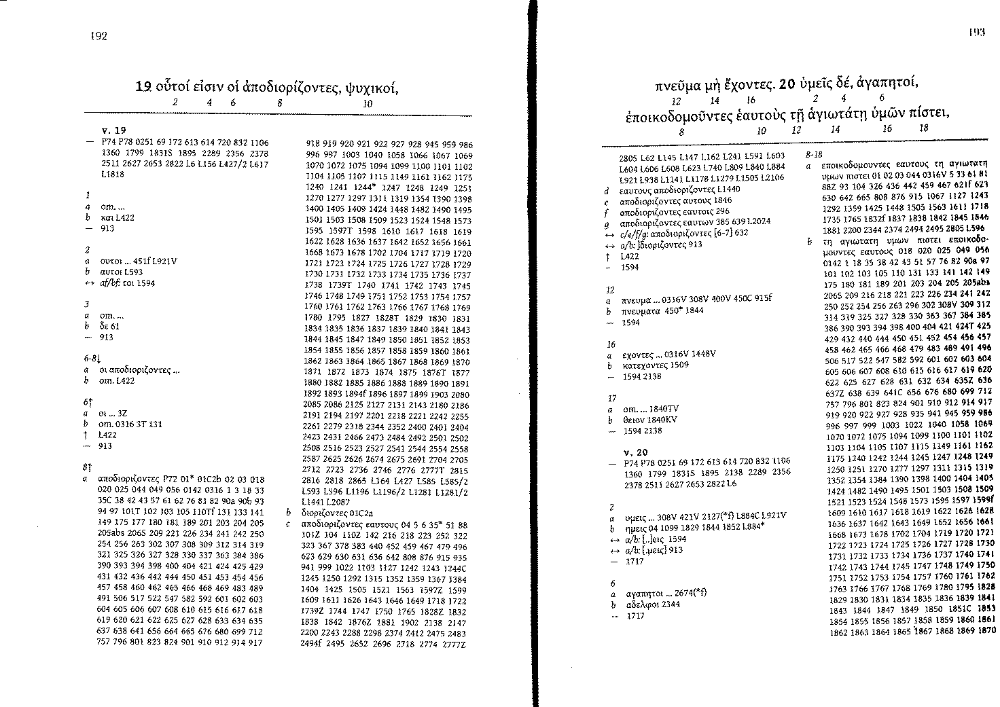 192
19 οὗτοί εἰσιν οἱ ἀποδιορίζοντες, ψυχικοί,
2 4 6 8 10
v. 19
— P74 P78 0251 69 172 613 614 720 832 1106
1360 1799 1831S 1895 2289 2356 2378
2511 2627 2653 2822 L6 L156 L427/2 L617
L1818
1
a om. ...
b και L422
— 913
2
a ουτοι ... 451f L921V
b αυτοι L593
↔ af/bf: τοι 1594
3
a om. ...
b δε 61
— 913
6-8↓
a οι αποδιοριζοντες ...
b om. L422
6↑
a οι ... 3Z
b om. 0316 3T 131
↑ L422
— 913
8↑
a αποδιοριζοντες P72 01* 01C2b 02 03 018
020 025 044 049 056 0142 0316 1 3 18 33
35C 38 42 43 57 61 62 76 81 82 90a 90b 93
94 97 101T 102 103 105 110Tf 131 133 141
149 175 177 180 181 189 201 203 204 205
205abs 206S 209 221 226 234 241 242 250
254 256 263 302 307 308 309 312 314 319
321 325 326 327 328 330 337 363 384 386
390 393 394 398 400 421 424 425 429
431 432 436 442 444 450 451 453 454 456
457 458 460 462 465 466 468 469 483 489
491 506 517 522 547 582 592 601 602 603
604 605 606 607 608 610 615 616 617 618
619 620 621 622 625 627 628 633 634 635
637 638 641 656 664 665 676 680 699 712
757 796 801 823 824 901 910 912 914 917
918 919 920 921 922 927 928 945 959 986
996 997 1003 1040 1058 1066 1067 1069
1070 1072 1075 1094 1099 1100 1101 1102
1104 1105 1107 1115 1149 1161 1162 1175
1240 1241 1244* 1247 1248 1249 1251
1270 1277 1297 1311 1319 1354 1390 1398
1400 1405 1409 1424 1448 1482 1490 1495
1501 1503 1508 1509 1523 1524 1548 1573
1595 1597T 1598 1610 1617 1618 1619
1622 1628 1636 1637 1642 1652 1656 1661
1668 1673 1678 1702 1704 1717 1719 1720
1721 1723 1724 1725 1726 1727 1728 1729
1730 1731 1732 1733 1734 1735 1736 1737
1738 1739T 1740 1741 1742 1743 1745
1746 1748 1749 1751 1752 1753 1754 1757
1760 1761 1762 1763 1766 1767 1768 1769
1780 1795 1827 1828T 1829 1830 1831
1834 1835 1836 1837 1839 1840 1841 1843
1844 1845 1847 1849 1850 1851 1852 1853
1854 1855 1856 1857 1858 1859 1860 1861
1862 1863 1864 1865 1867 1868 1869 1870
1871 1872 1873 1874 1875 1876T 1877
1880 1882 1885 1886 1888 1889 1890 1891
1892 1893 1894f 1896 1897 1899 1903 2080
2085 2086 2125 2127 2131 2143 2180 2186
2191 2194 2197 2201 2218 2221 2242 2255
2261 2279 2318 2344 2352 2400 2401 2404
2423 2431 2466 2473 2484 2492 2501 2502
2508 2516 2523 2527 2541 2544 2554 2558
2587 2625 2626 2674 2675 2691 2704 2705
2712 2723 2736 2746 2776 2777T 2815
2816 2818 2865 L164 L427 L585 L585/2
L593 L596 L1196 L1196/2 L1281 L1281/2
L1441 L2087
b διοριζοντες 01C2a
c αποδιοριζοντες εαυτους 04 5 6 35* 51 88
101Z 104 110Z 142 216 218 223 252 322
323 367 378 383 440 452 459 467 479 496
623 629 630 631 636 642 808 876 915 935
941 999 1022 1103 1127 1242 1243 1244C
1245 1250 1292 1315 1352 1359 1367 1384
1404 1425 1505 1521 1563 1597Z 1599
1609 1611 1626 1643 1646 1649 1718 1722
1739Z 1744 1747 1750 1765 1828Z 1832
1838 1842 1876Z 1881 1902 2138 2147
2200 2243 2288 2298 2374 2412 2475 2483
2494f 2495 2652 2696 2718 2774 2777Z
193
πνεῦμα μὴ ἔχοντες. 20 ὑμεῖς δέ, ἀγαπητοί,
12 14 16 2 4 6
ἐποικοδομοῦντες ἑαυτοὺς τῇ ἁγιωτάτῃ ὑμῶν πίστει,
8 10 12 14 16 18
2805 L62 L145 L147 L162 L241 L591 L603
L604 L606 L608 L623 L740 L809 L840 L884
L921 L938 L1141 L1178 L1279 L1505 L2106
d εαυτους αποδιοριζοντες L1440
e αποδιοριζοντες αυτους 1846
f αποδιοριζοντες εαυτοις 296
g αποδιοριζοντες εαυτων 385 639 L2024
↔ c/e/f/g: αποδιοριζοντες [6-7] 632
↔ a/b: ]διοριζοντες 913
↑ L422
– 1594
12
a πνευμα ... 0316V 308V 400V 450C 915f
b πνευματα 450* 1844
— 1594
16
a εχοντες ... 0316V 1448V
b κατεχοντες 1509
— 1594 2138
17
a om. ... 1840TV
b θειον 1840KV
— 1594 2138
v. 20
— P74 P78 0251 69 172 613 614 720 832 1106
1360 1799 1831S 1895 2138 2289 2356
2378 2511 2627 2653 2822 L6
2
a υμεις ... 308V 421V 2127(*f) L884C L921V
b ημεις 04 1099 1829 1844 1852 L884*
↔ a/b: [..]εις 1594
↔ a/b: [.μεις] 913
— 1717
6
a αγαπητοι ... 2674(*f)
b αδελφοι 2344
— 1717
8-18
a εποικοδομουντες εαυτους τη αγιωτατη
υμων πιστει 01 02 03 044 0316V 5 33 61 81
88Z 93 104 326 436 442 459 467 621f 623
630 642 665 808 876 915 1067 1127 1243
1292 1359 1425 1448 1505 1563 1611 1718
1735 1765 1832f 1837 1838 1842 1845 1846
1881 2200 2344 2374 2494 2495 2805 L596
b τη αγιωτατη υμων πιστει εποικοδο-
μουντες εαυτους 018 020 025 049 056
0142 1 18 35 38 42 43 51 57 76 82 90a 97
101 102 103 105 110 131 133 141 142 149
175 180 181 189 201 203 204 205 205abs
206S 209 216 218 221 223 226 234 241 242
250 252 254 256 263 296 302 308V 309 312
314 319 325 327 328 330 363 367 384 385
386 390 393 394 398 400 404 421 424T 425
429 432 440 444 450 451 452 454 456 457
458 462 465 466 468 479 483 489 491 496
506 517 522 547 582 592 601 602 603 604
605 606 607 608 610 615 616 617 619 620
622 625 627 628 631 632 634 635Z 636
637Z 638 639 641C 656 676 680 699 712
757 796 801 823 824 901 910 912 914 917
919 920 922 927 928 935 941 945 959 986
996 997 999 1003 1022 1040 1058 1069
1070 1072 1075 1094 1099 1100 1101 1102
1103 1104 1105 1107 1115 1149 1161 1162
1175 1240 1242 1244 1245 1247 1248 1249
1250 1251 1270 1277 1297 1311 1315 1319
1352 1354 1384 1390 1398 1400 1404 1405
1424 1482 1490 1495 1501 1503 1508 1509
1521 1523 1524 1548 1573 1595 1597 1599f
1609 1610 1617 1618 1619 1622 1626 1628
1636 1637 1642 1643 1649 1652 1656 1661
1668 1673 1678 1702 1704 1719 1720 1721
1722 1723 1724 1725 1726 1727 1728 1730
1731 1732 1733 1734 1736 1737 1740 1741
1742 1743 1744 1745 1747 1748 1749 1750
1751 1752 1753 1754 1757 1760 1761 1762
1763 1766 1767 1768 1769 1780 1795 1828
1829 1830 1831 1834 1835 1836 1839 1841
1843 1844 1847 1849 1850 1851C 1853
1854 1855 1856 1857 1858 1859 1860 1861
1862 1863 1864 1865 1867 1868 1869 1870